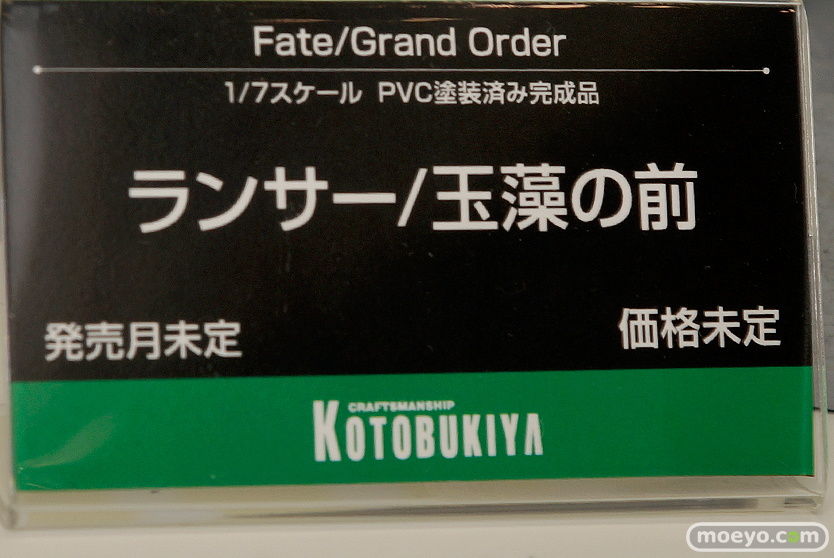 Fate/Grand Order
1/7スケール PVC塗装済み完成品
ランサー/玉藻の前
発売月未定
価格未定
CRAFTSMANSHIP
KOTOBUKIYA
moeyo.com